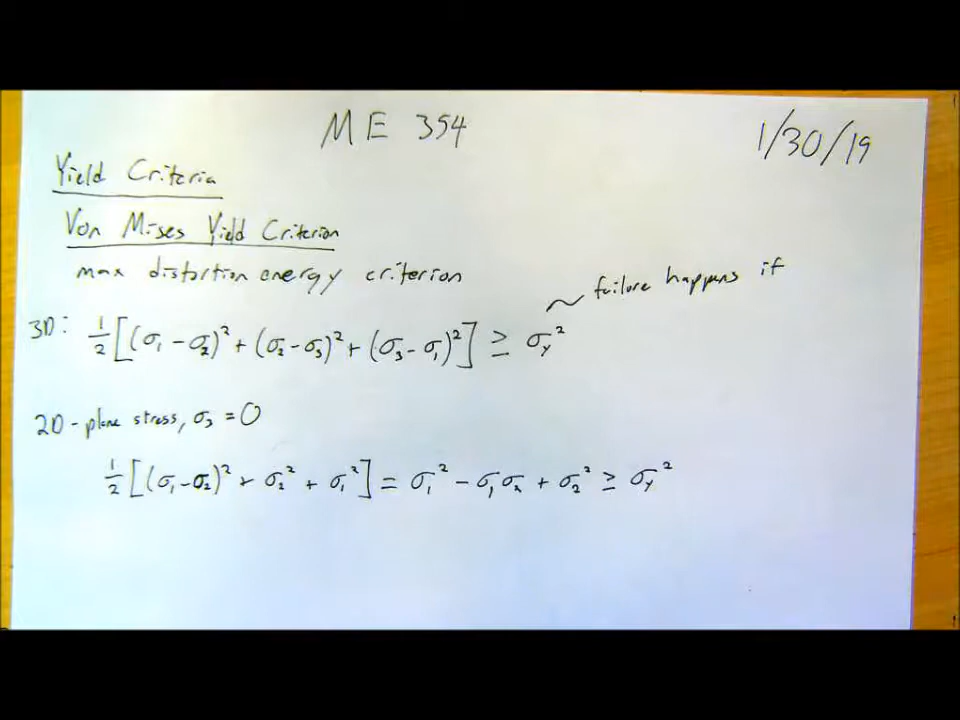 ME 354
1/30/19
Yield Criteria
Von Mises Yield Criterion
max distortion energy criterion
failure happens if
3D: 1/2[(σ₁ - σ₂)² + (σ₂ - σ₃)² + (σ₃ - σ₁)²] ≥ σ_y²
2D - plane stress, σ₃ = 0
1/2[(σ₁ - σ₂)² + σ₂² + σ₁²] = σ₁² - σ₁σ₂ + σ₂² ≥ σ_y²